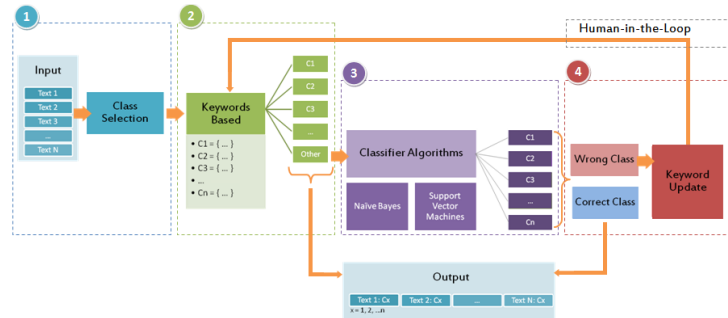 1
Input
Text 1
Text 2
Text 3
...
Text N
Class
Selection
2
Keywords
Based
• C1 = { ... }
• C2 = { ... }
• C3 = { ... }
• ...
• Cn = { ... }
C1
C2
C3
...
Other
3
Classifier Algorithms
Naïve Bayes
Support
Vector
Machines
C1
C2
C3
...
Cn
Human-in-the-Loop
4
Wrong Class
Correct Class
Keyword
Update
Output
Text 1: Cx
Text 2: Cx
...
Text N: Cx
x = 1, 2, ...n